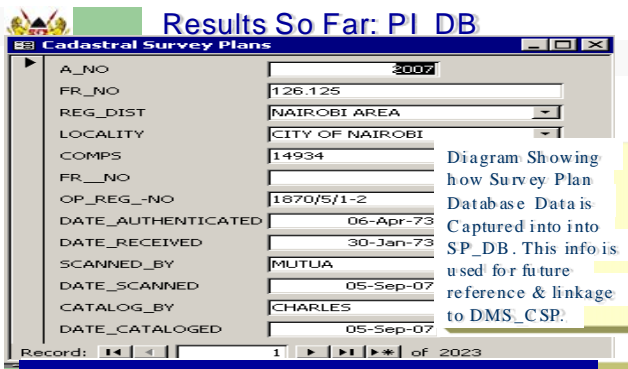 Results So Far: PI_DB
Cadastral Survey Plans
A_NO 2007
FR_NO 126.125
REG_DIST NAIROBI AREA
LOCALITY CITY OF NAIROBI
COMPS 14934
FR__NO
OP_REG_-NO 1870/5/1-2
DATE_AUTHENTICATED 06-Apr-73
DATE_RECEIVED 30-Jan-73
SCANNED_BY MUTUA
DATE_SCANNED 05-Sep-07
CATALOG_BY CHARLES
DATE_CATALOGED 05-Sep-07
Record: 1 of 2023
Diagram Showing
how Survey Plan
Database Data is
Captured into into
SP_DB. This info is
used for future
reference & linkage
to DMS_CSP.